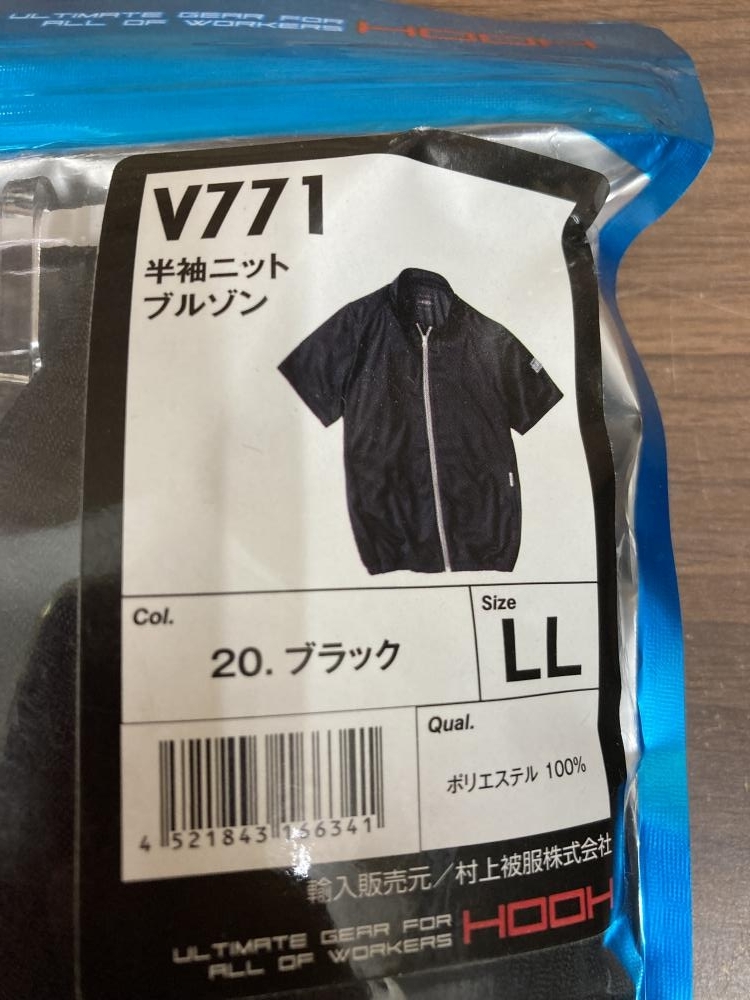 ULTIMATE GEAR FOR
ALL OF WORKERS
HOOH
V771
半袖ニット
ブルゾン
Col.
20. ブラック
Size
LL
4 521843 166341
Qual.
ポリエステル 100%
輸入販売元／村上被服株式会社
ULTIMATE GEAR FOR
ALL OF WORKERS
HOOH